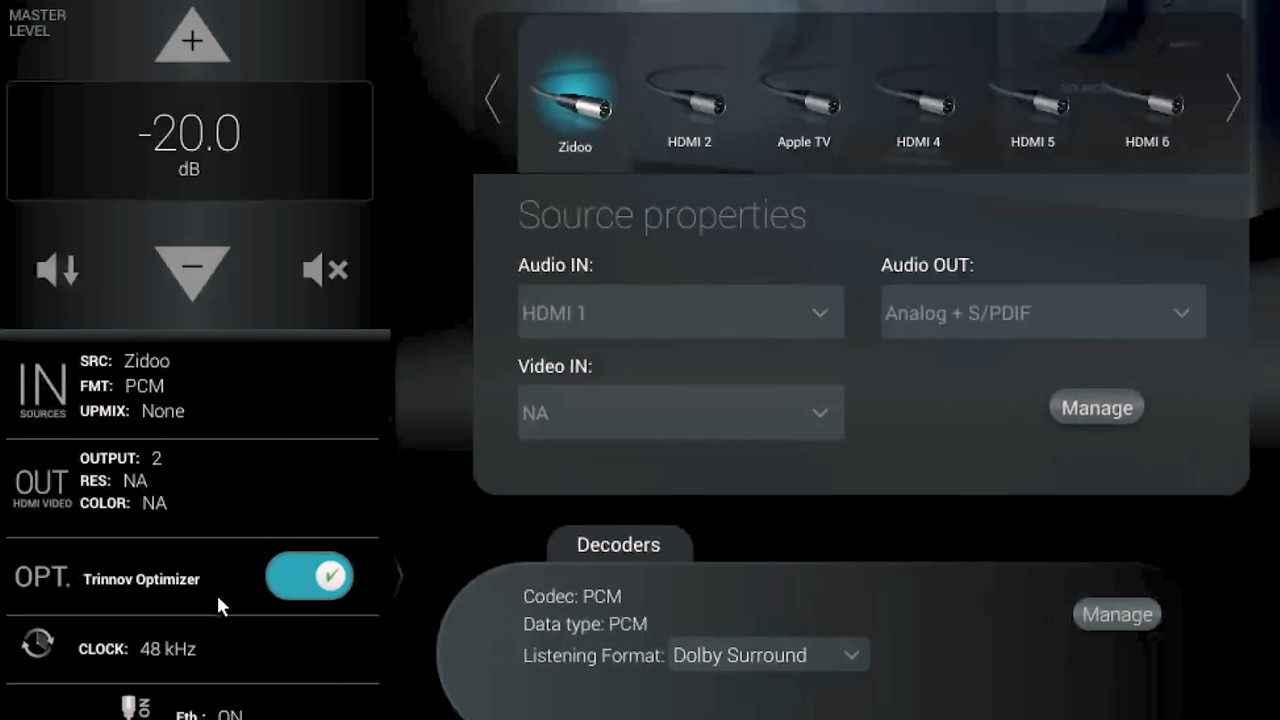 MASTER
LEVEL
+
-20.0
dB
IN
SOURCES
SRC: Zidoo
FMT: PCM
UPMIX: None
OUT
HDMI VIDEO
OUTPUT: 2
RES: NA
COLOR: NA
OPT. Trinnov Optimizer
CLOCK: 48 kHz
ON
Eth.: ON
Zidoo
HDMI 2
Apple TV
HDMI 4
HDMI 5
HDMI 6
SOURCE
Source properties
Audio IN:
HDMI 1
Audio OUT:
Analog + S/PDIF
Video IN:
NA
Manage
Decoders
Codec: PCM
Data type: PCM
Listening Format: Dolby Surround
Manage